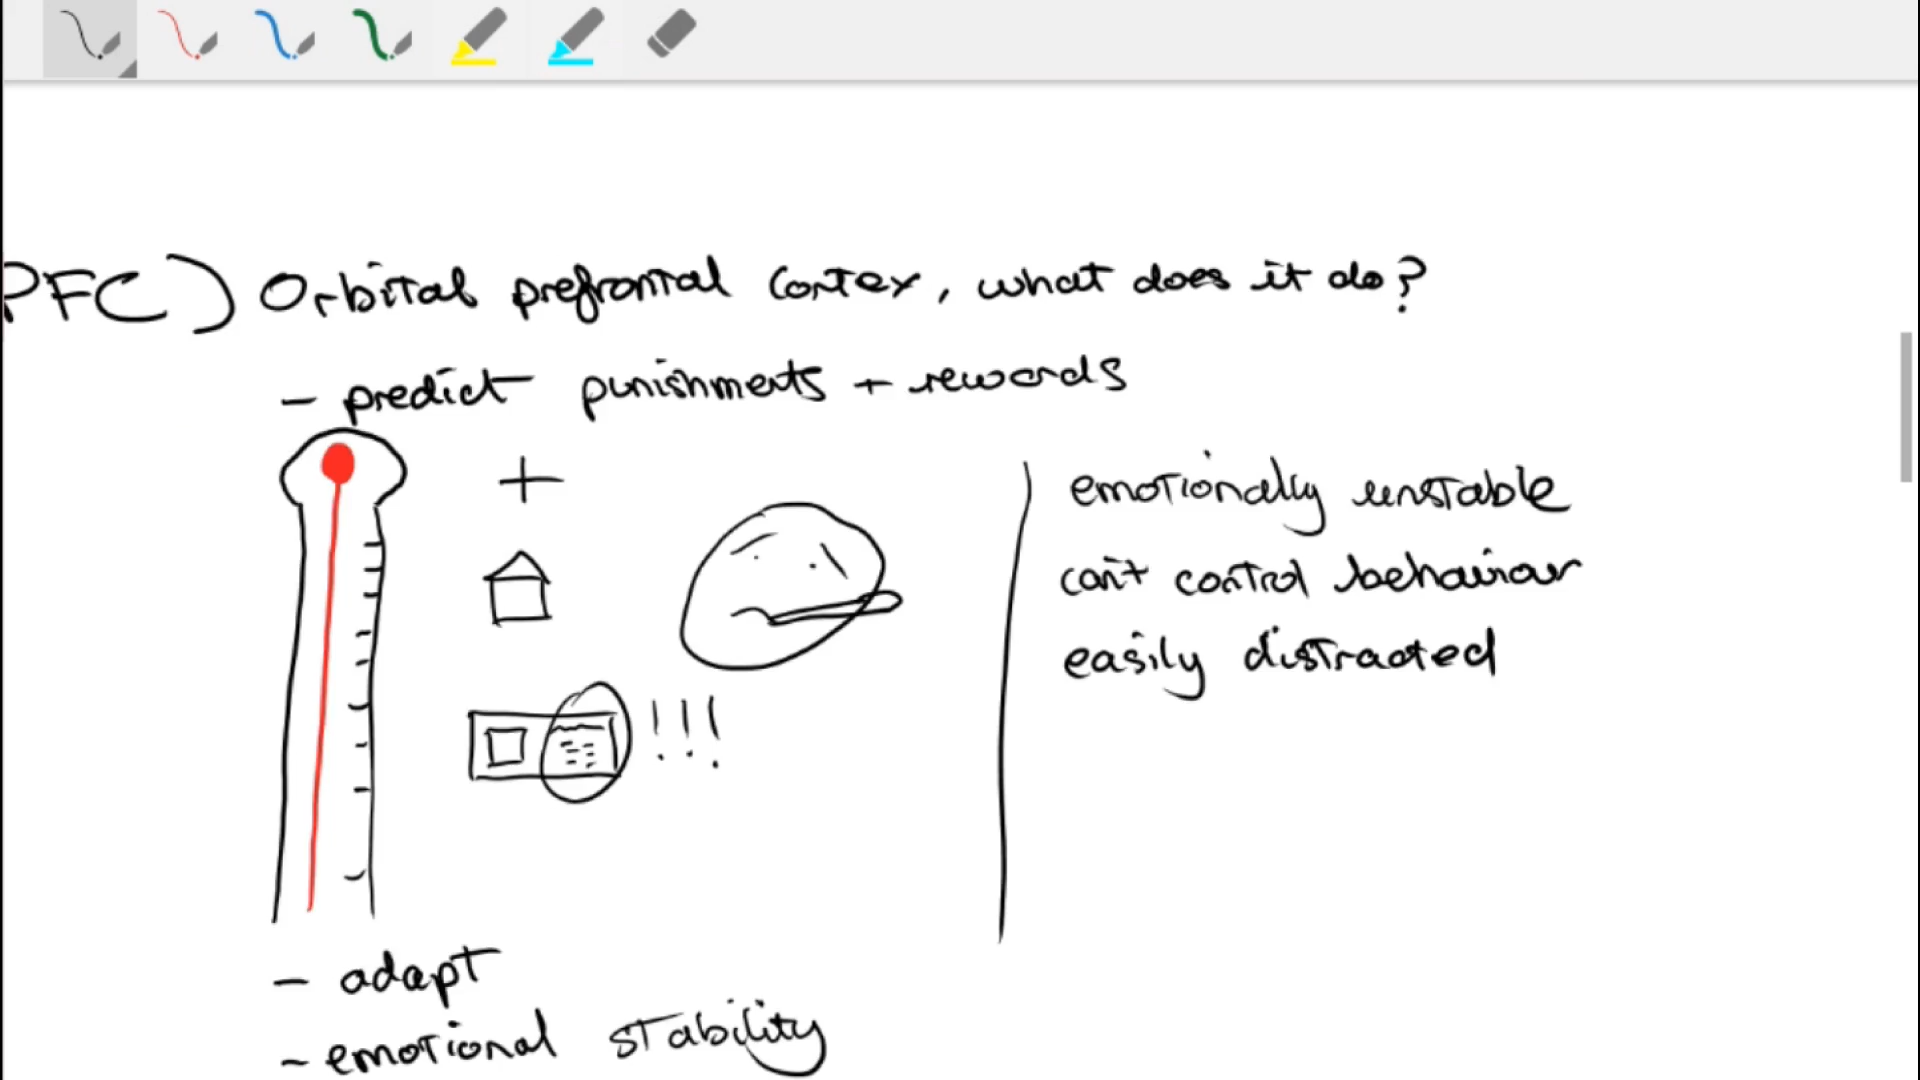 PFC) Orbital prefrontal cortex, what does it do?
- predict punishments + rewards
+
!!!
emotionally unstable
can't control behaviour
easily distracted
- adapt
- emotional stability